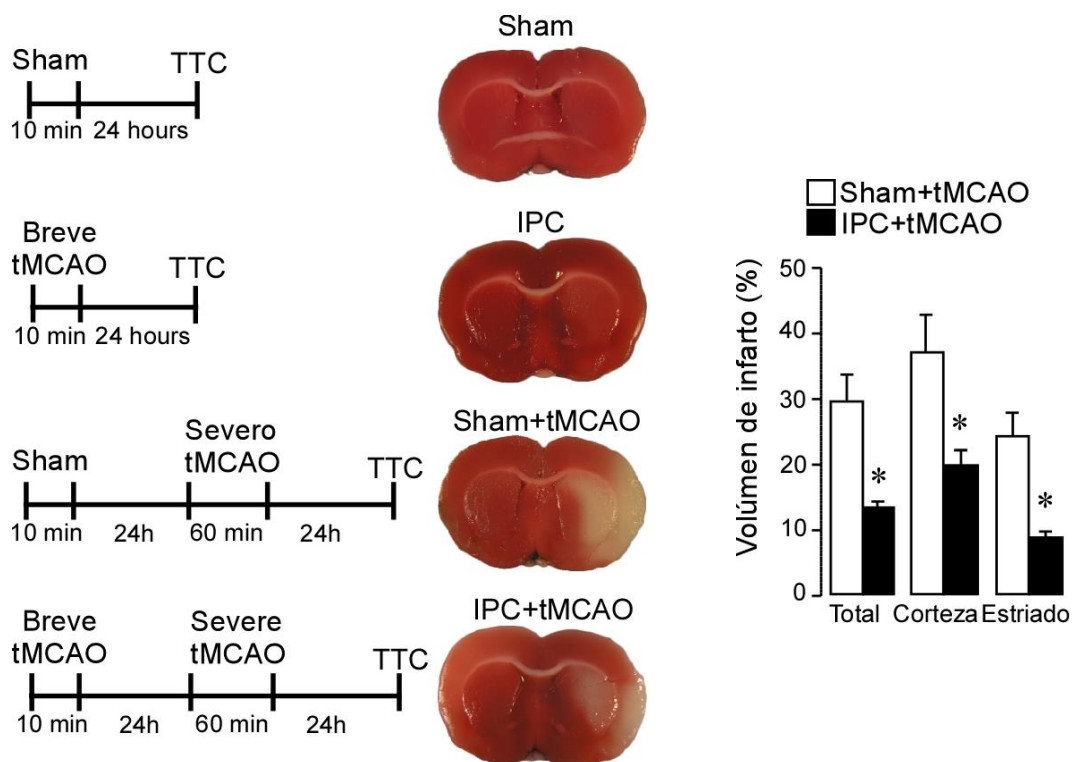 Sham
TTC
10 min 24 hours
Sham
Breve
tMCAO
TTC
10 min 24 hours
IPC
Sham
Severo
tMCAO
TTC
10 min 24h 60 min 24h
Sham+tMCAO
Breve
tMCAO
Severe
tMCAO
TTC
10 min 24h 60 min 24h
IPC+tMCAO
Sham+tMCAO
IPC+tMCAO
Volúmen de infarto (%)
50
40
30
20
10
0
*
*
*
Total Corteza Estriado